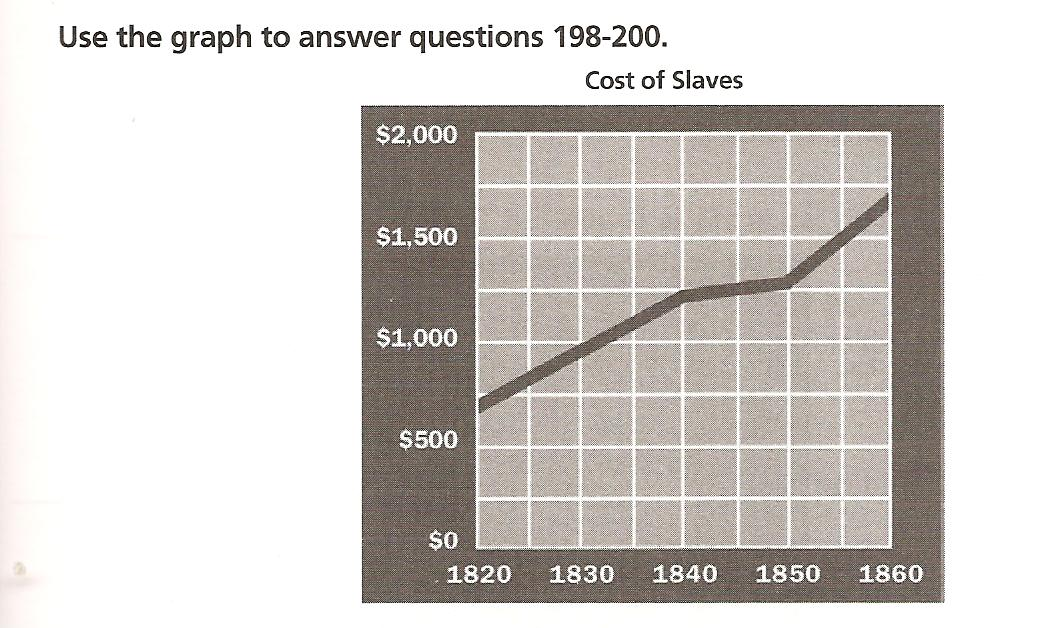 Use the graph to answer questions 198-200.
Cost of Slaves
$2,000
$1,500
$1,000
$500
$0
1820 1830 1840 1850 1860